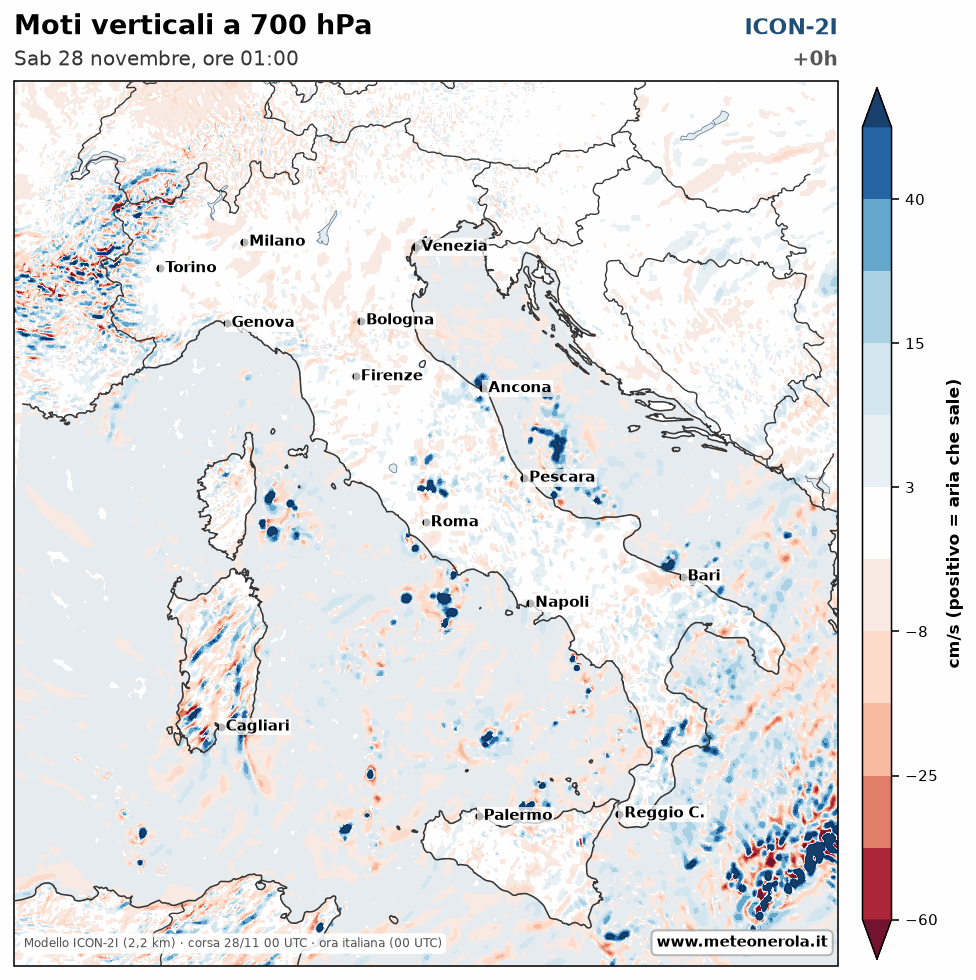 Moti verticali a 700 hPa
ICON-2I
Sab 28 novembre, ore 01:00
+0h
Milano
Venezia
Torino
Genova
Bologna
Firenze
Ancona
Pescara
Roma
Bari
Napoli
Cagliari
Palermo
Reggio C.
40
15
3
−8
−25
−60
cm/s (positivo = aria che sale)
Modello ICON-2I (2,2 km) · corsa 28/11 00 UTC · ora italiana (00 UTC)
www.meteonerola.it